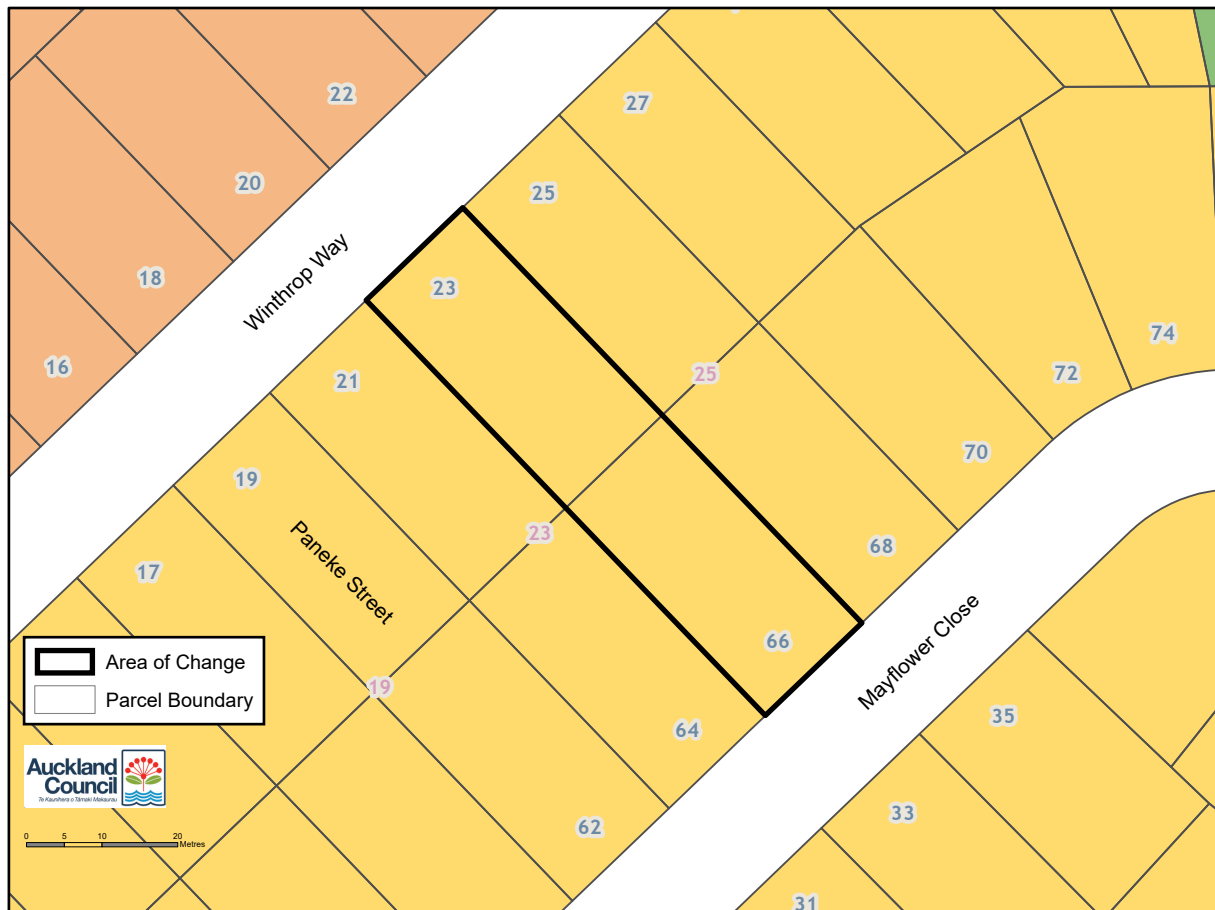 22
27
20
25
18
Winthrop Way
23
74
16
21
25
72
19
70
23
68
17
Paneke Street
66
Mayflower Close
Area of Change
19
Parcel Boundary
64
35
Auckland
Council
Te Kaunihera o Tāmaki Makaurau
33
62
0 5 10 20
Metres
31